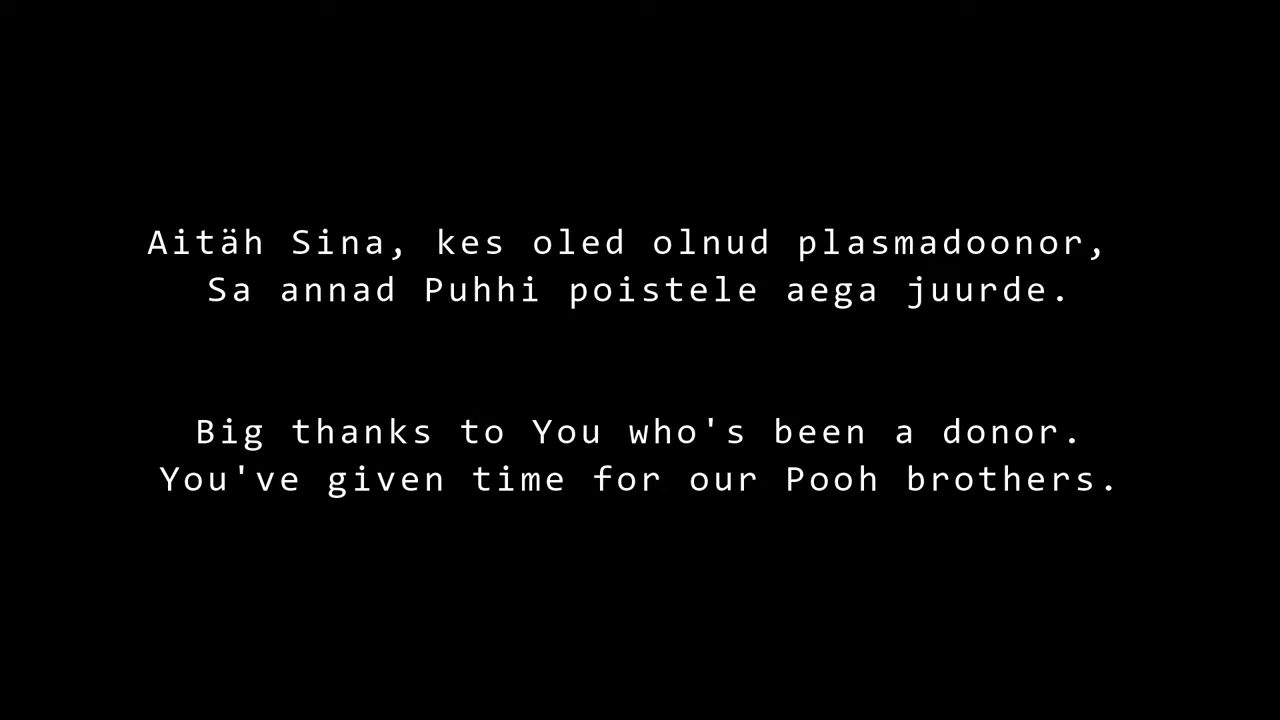 Aitäh Sina, kes oled olnud plasmadoonor,
Sa annad Puhhi poistele aega juurde.
Big thanks to You who's been a donor.
You've given time for our Pooh brothers.